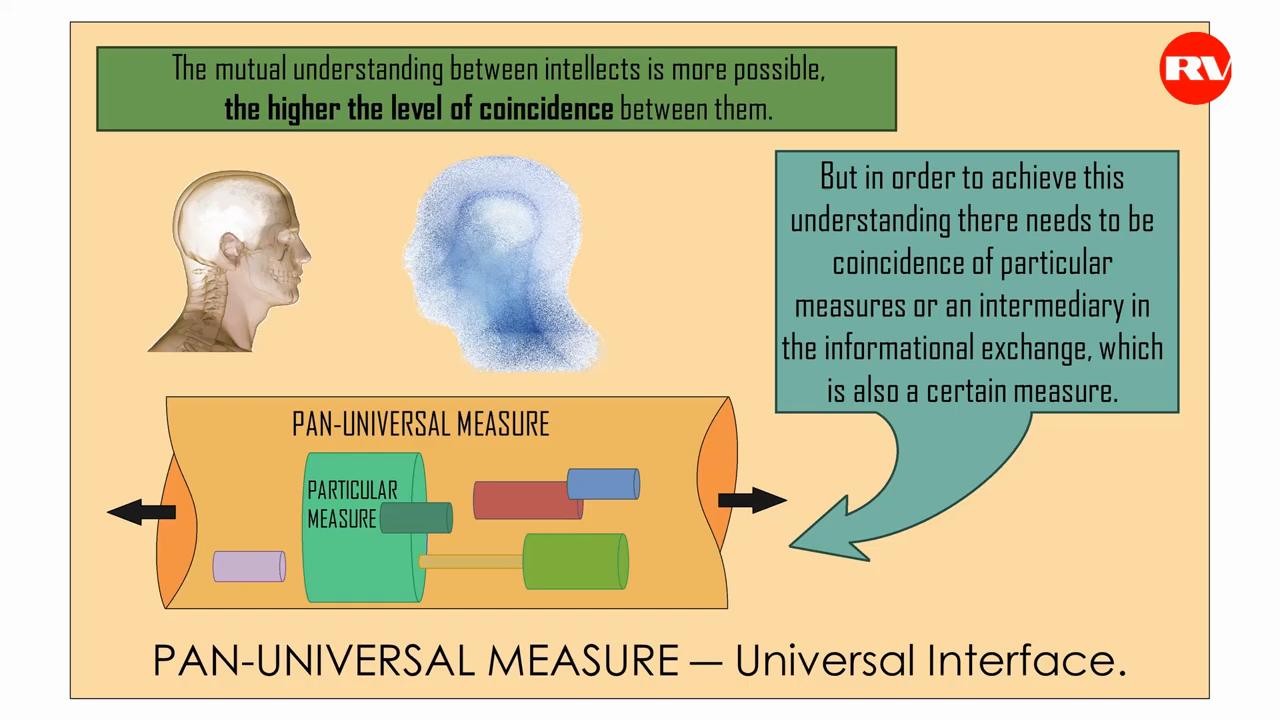 The mutual understanding between intellects is more possible,
the higher the level of coincidence between them.
RV
But in order to achieve this
understanding there needs to be
coincidence of particular
measures or an intermediary in
the informational exchange, which
is also a certain measure.
PAN-UNIVERSAL MEASURE
PARTICULAR
MEASURE
PAN-UNIVERSAL MEASURE — Universal Interface.